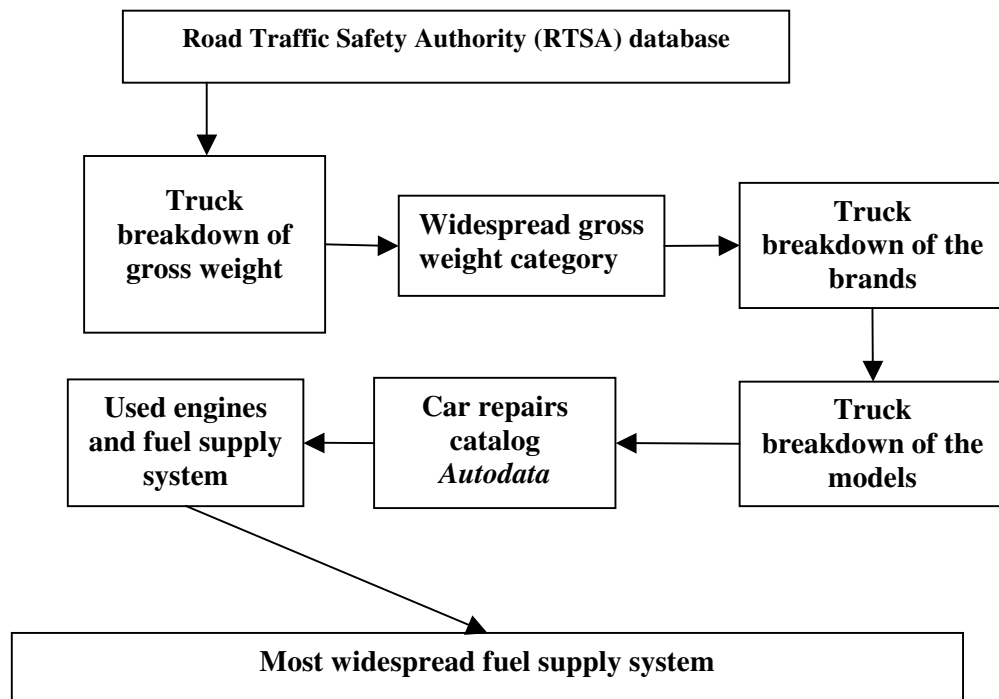 Road Traffic Safety Authority (RTSA) database
Truck
breakdown of
gross weight
Widespread gross
weight category
Truck
breakdown of the
brands
Truck
breakdown of the
models
Car repairs
catalog
Autodata
Used engines
and fuel supply
system
Most widespread fuel supply system